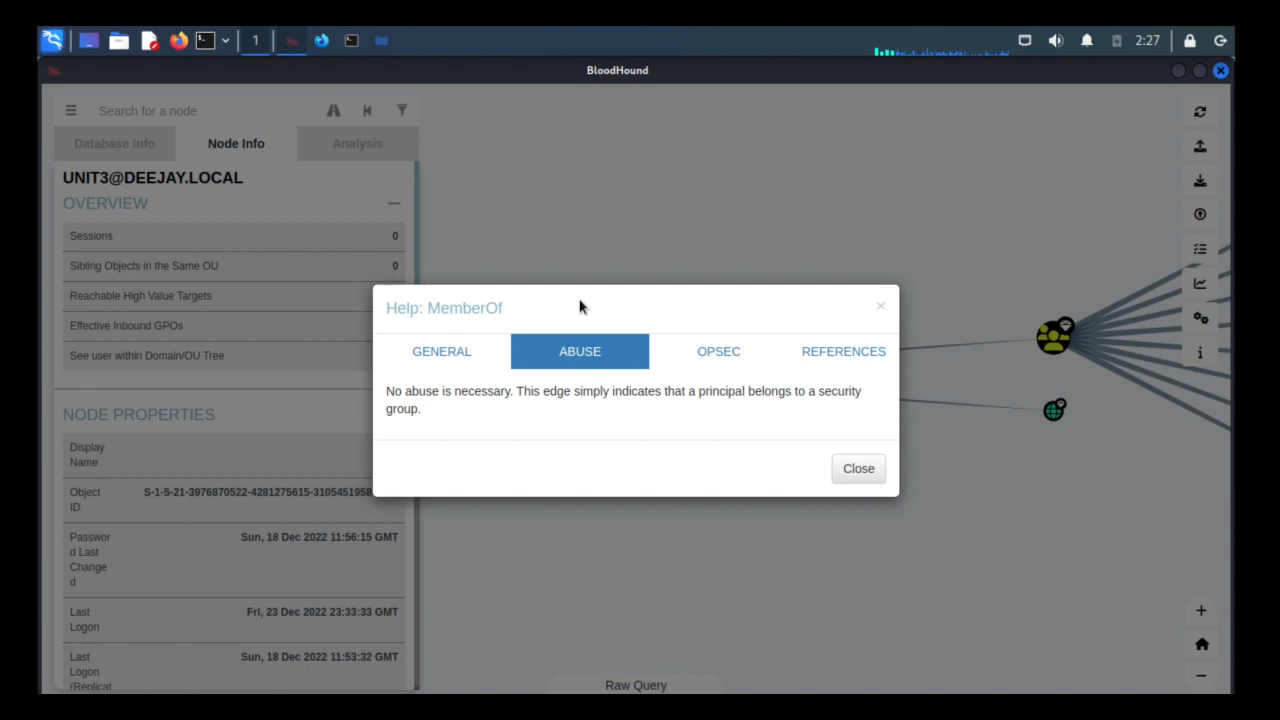 1
2:27
BloodHound
Search for a node
Database Info
Node Info
Analysis
UNIT3@DEEJAY.LOCAL
OVERVIEW
Sessions 0
Sibling Objects in the Same OU 0
Reachable High Value Targets
Effective Inbound GPOs
See user within Domain/OU Tree
NODE PROPERTIES
Display
Name
Object S-1-5-21-3976870522-4281275615-3105451958
ID
Passwor Sun, 18 Dec 2022 11:56:15 GMT
d Last
Change
d
Last Fri, 23 Dec 2022 23:33:33 GMT
Logon
Last Sun, 18 Dec 2022 11:53:32 GMT
Logon
(Replicat
Help: MemberOf ×
GENERAL
ABUSE
OPSEC
REFERENCES
No abuse is necessary. This edge simply indicates that a principal belongs to a security
group.
Close
Raw Query